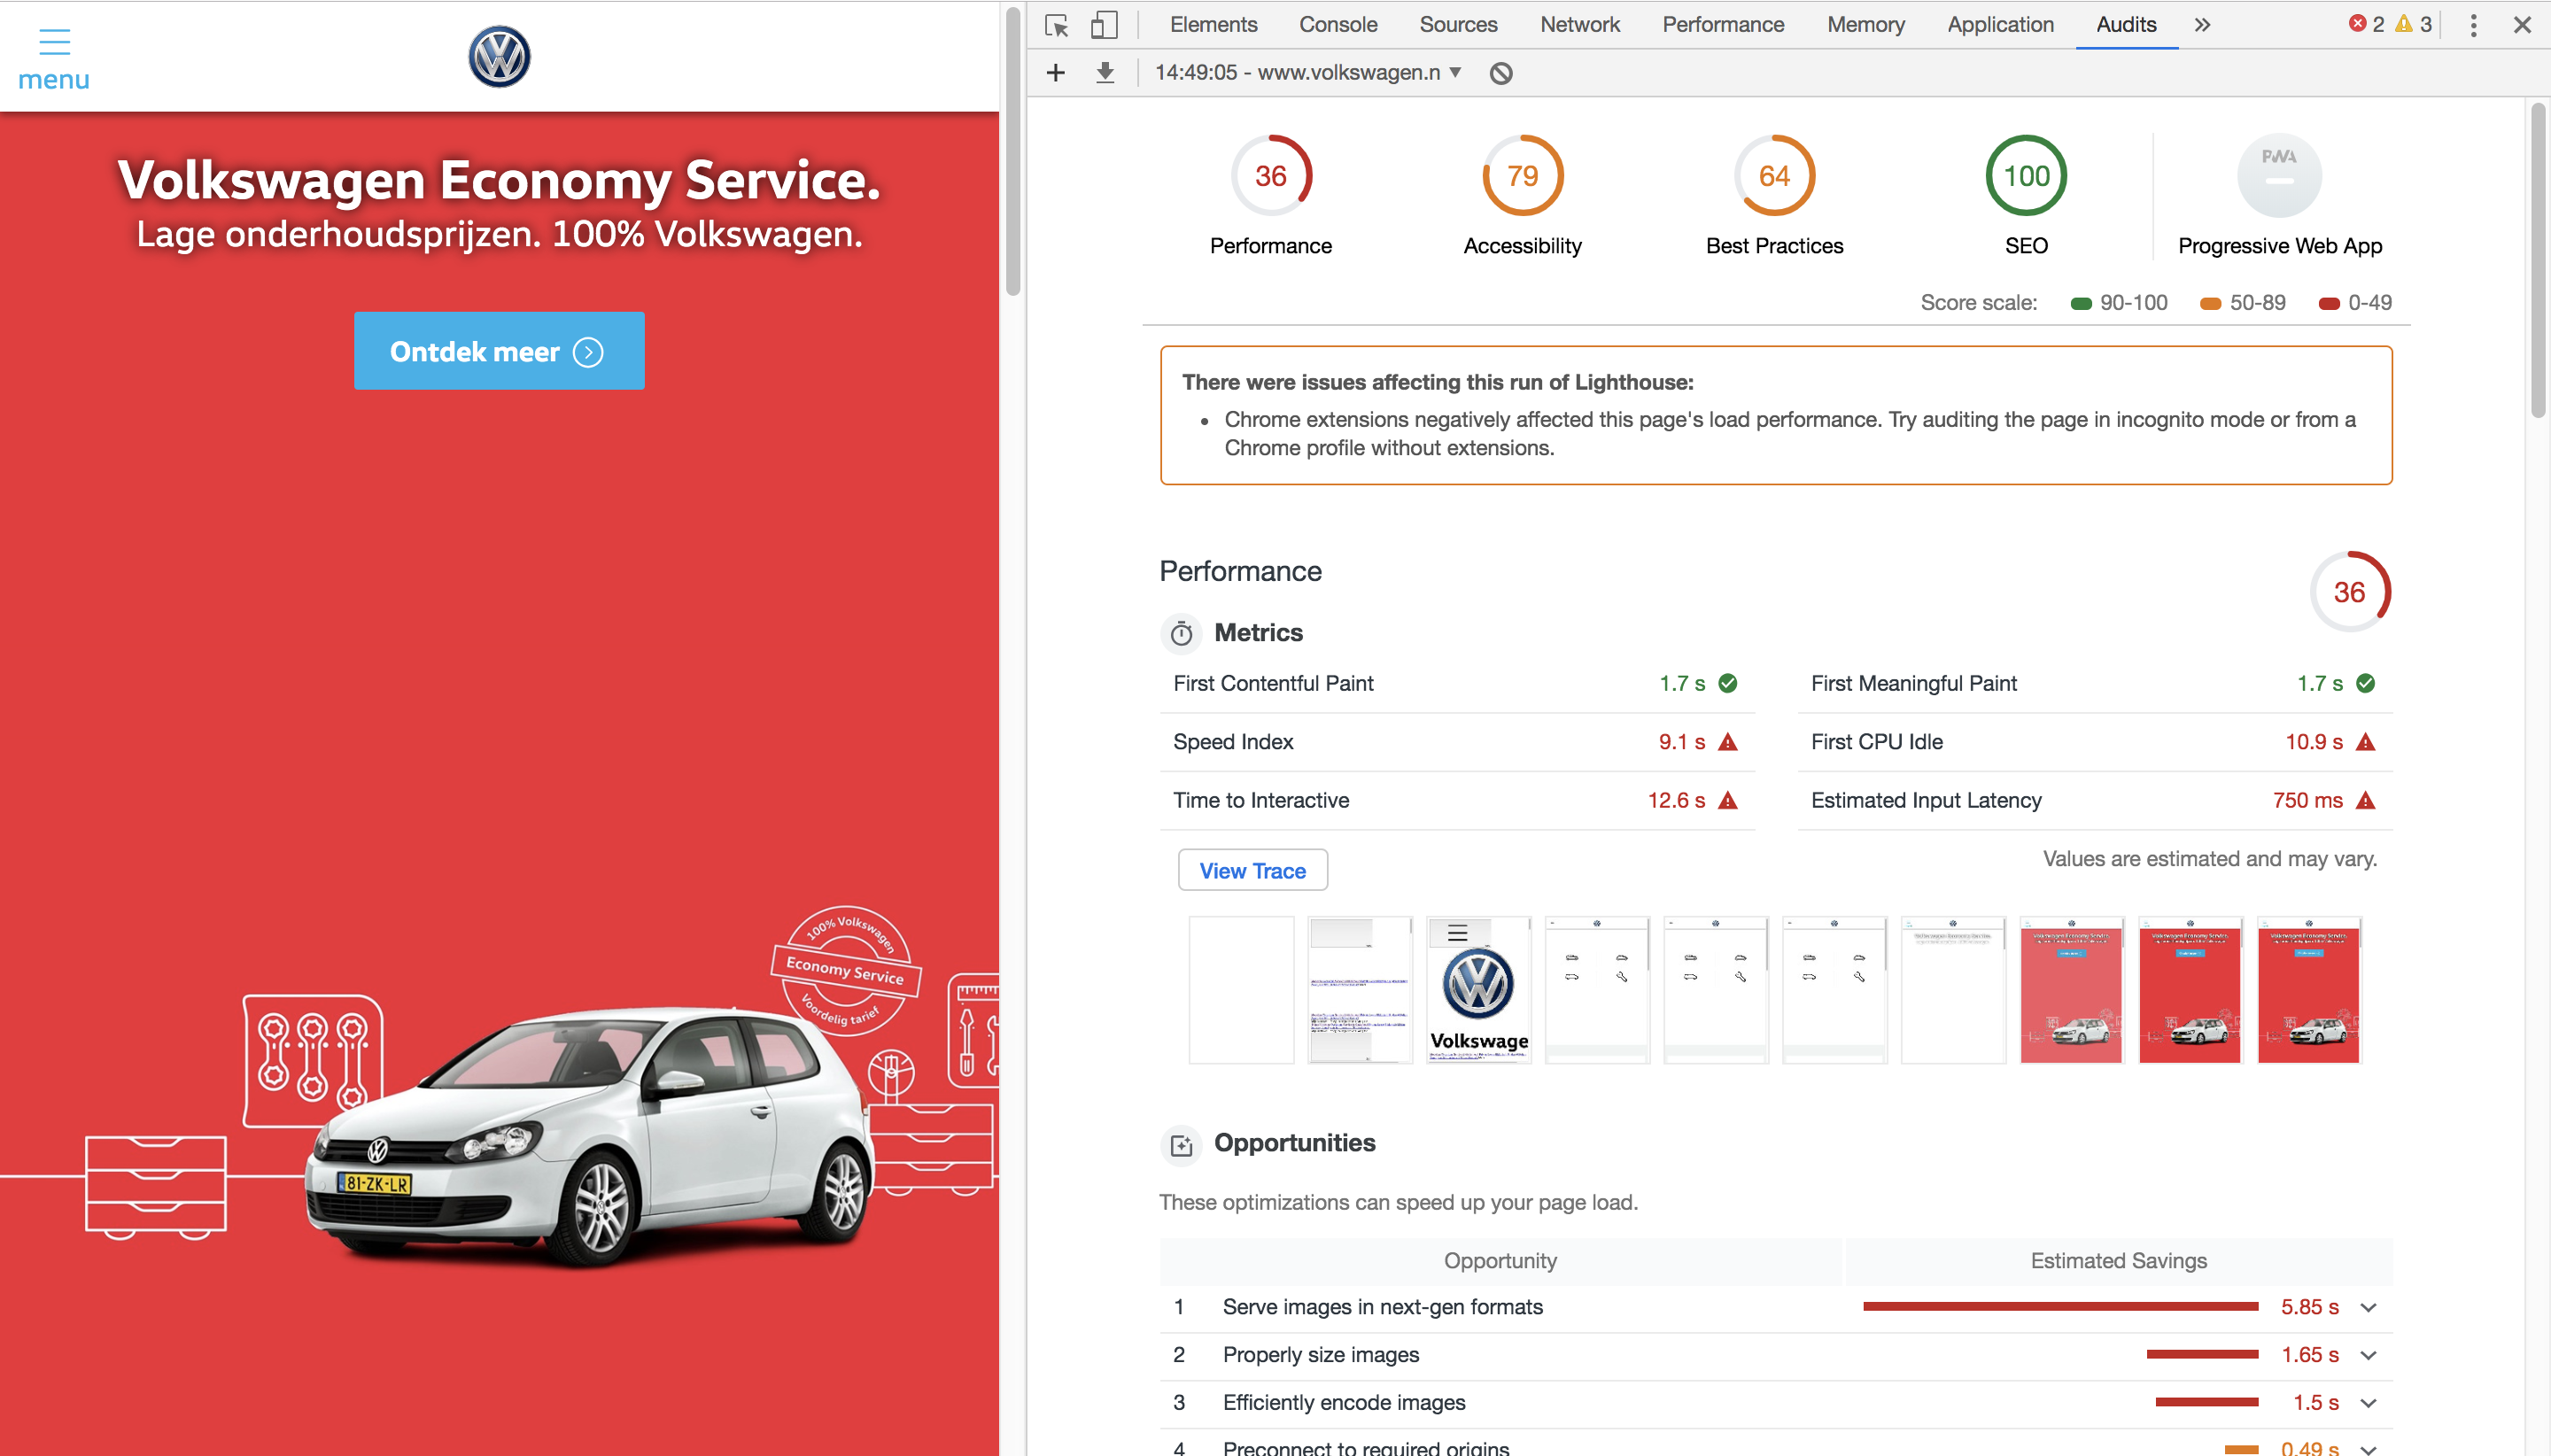 menu
Volkswagen Economy Service.
Lage onderhoudsprijzen. 100% Volkswagen.
Ontdek meer
100% Volkswagen
Economy Service
Voordelig tarief
81-ZK-LR
Elements Console Sources Network Performance Memory Application Audits » 2 3
14:49:05 - www.volkswagen.n
36 79 64 100 PWA
Performance Accessibility Best Practices SEO Progressive Web App
Score scale: 90-100 50-89 0-49
There were issues affecting this run of Lighthouse:
• Chrome extensions negatively affected this page's load performance. Try auditing the page in incognito mode or from a
Chrome profile without extensions.
Performance
36
Metrics
First Contentful Paint 1.7 s First Meaningful Paint 1.7 s
Speed Index 9.1 s First CPU Idle 10.9 s
Time to Interactive 12.6 s Estimated Input Latency 750 ms
View Trace
Values are estimated and may vary.
Volkswage
Opportunities
These optimizations can speed up your page load.
Opportunity Estimated Savings
1 Serve images in next-gen formats 5.85 s
2 Properly size images 1.65 s
3 Efficiently encode images 1.5 s
4 Preconnect to required origins 0.49 s